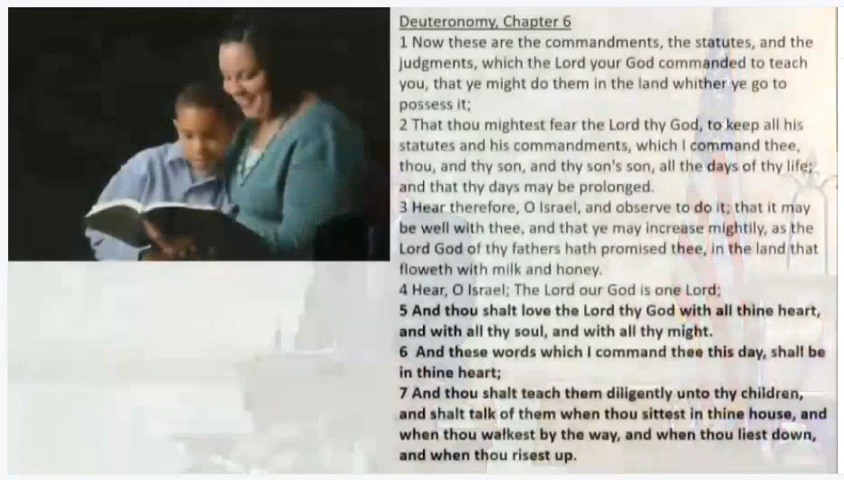 Deuteronomy, Chapter 6
1 Now these are the commandments, the statutes, and the
judgments, which the Lord your God commanded to teach
you, that ye might do them in the land whither ye go to
possess it;
2 That thou mightest fear the Lord thy God, to keep all his
statutes and his commandments, which I command thee,
thou, and thy son, and thy son's son, all the days of thy life;
and that thy days may be prolonged.
3 Hear therefore, O Israel, and observe to do it; that it may
be well with thee, and that ye may increase mightily, as the
Lord God of thy fathers hath promised thee, in the land that
floweth with milk and honey.
4 Hear, O Israel; The Lord our God is one Lord;
5 And thou shalt love the Lord thy God with all thine heart,
and with all thy soul, and with all thy might.
6 And these words which I command thee this day, shall be
in thine heart;
7 And thou shalt teach them diligently unto thy children,
and shalt talk of them when thou sittest in thine house, and
when thou walkest by the way, and when thou liest down,
and when thou risest up.